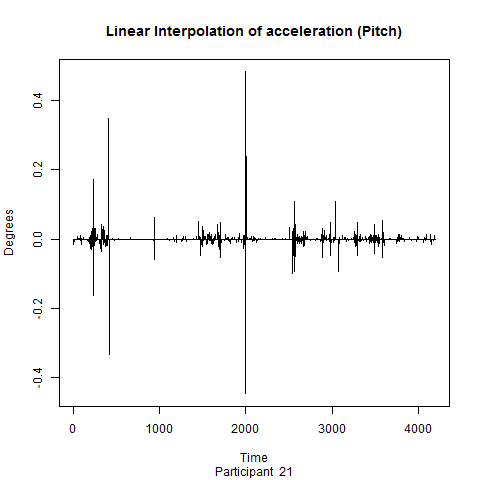 Linear Interpolation of acceleration (Pitch)
Degrees
0.4
0.2
0.0
-0.2
-0.4
0 1000 2000 3000 4000
Time
Participant 21